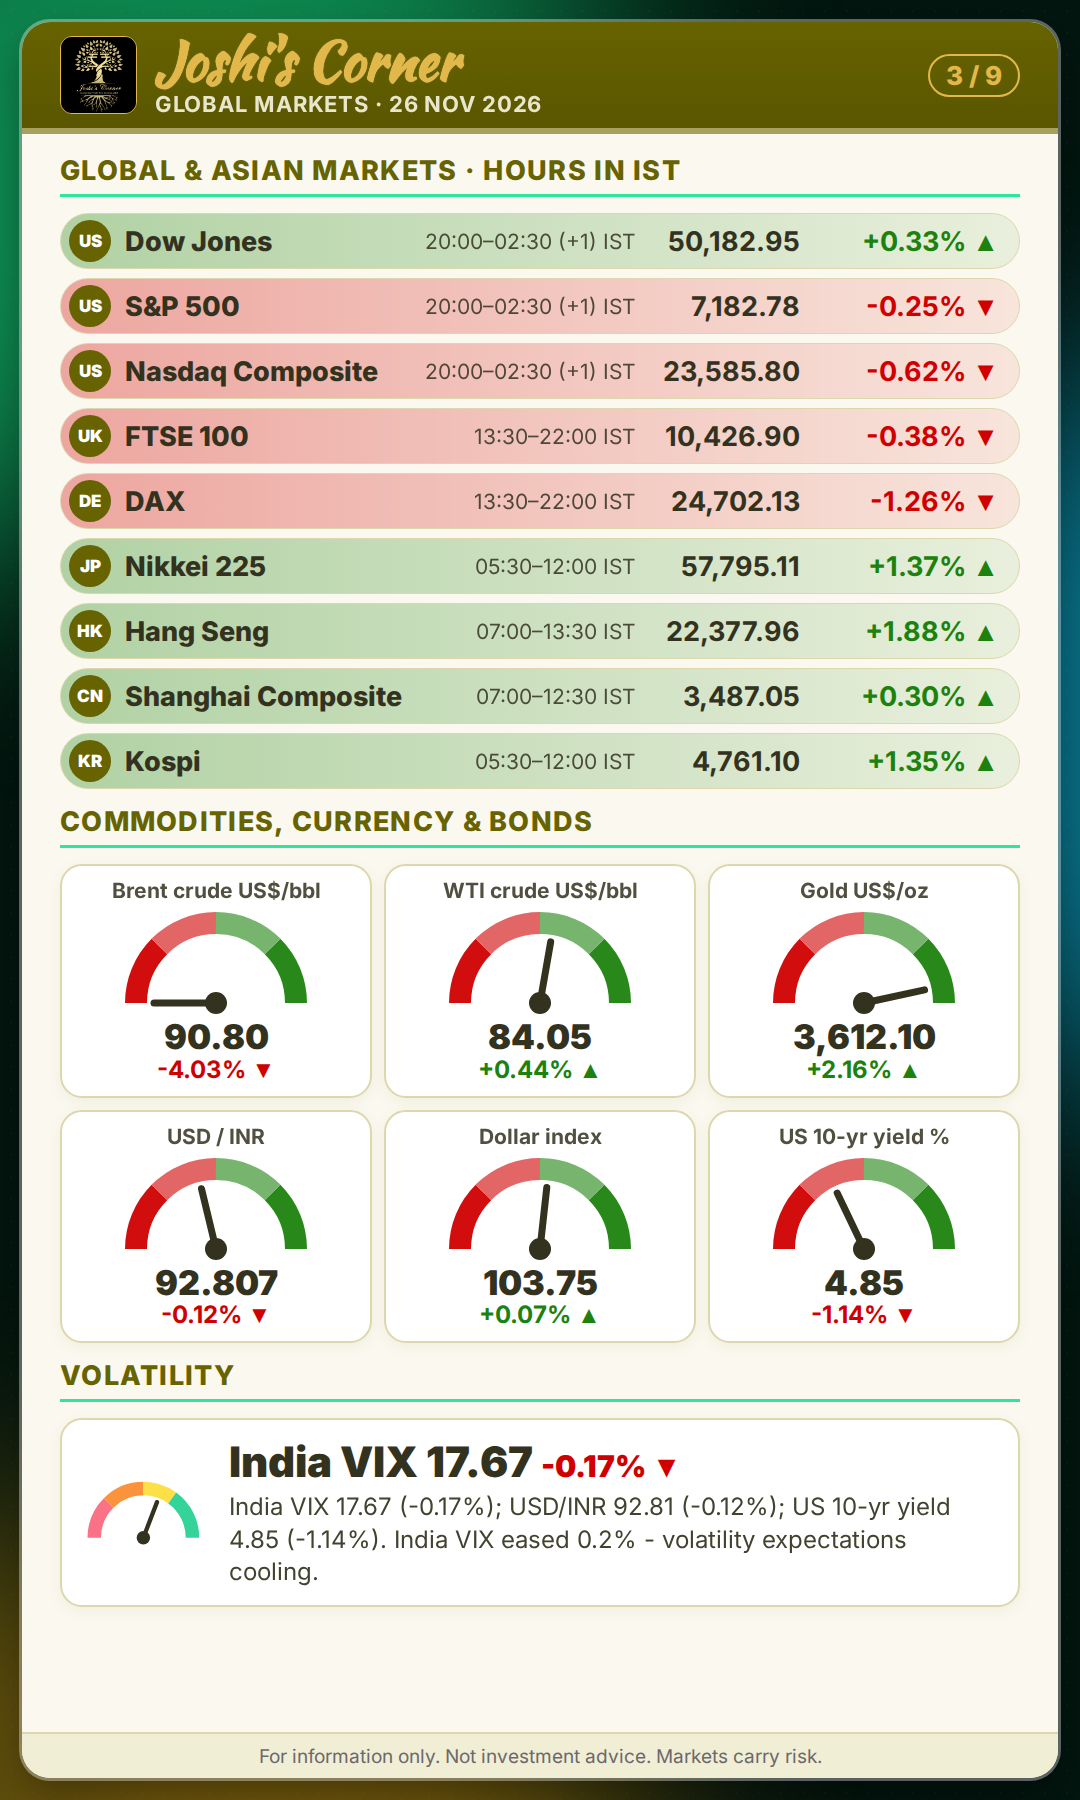 Joshi's Corner
Joshi's Corner
GLOBAL MARKETS · 26 NOV 2026
3 / 9
GLOBAL & ASIAN MARKETS · HOURS IN IST
US Dow Jones 20:00–02:30 (+1) IST 50,182.95 +0.33% ▲
US S&P 500 20:00–02:30 (+1) IST 7,182.78 -0.25% ▼
US Nasdaq Composite 20:00–02:30 (+1) IST 23,585.80 -0.62% ▼
UK FTSE 100 13:30–22:00 IST 10,426.90 -0.38% ▼
DE DAX 13:30–22:00 IST 24,702.13 -1.26% ▼
JP Nikkei 225 05:30–12:00 IST 57,795.11 +1.37% ▲
HK Hang Seng 07:00–13:30 IST 22,377.96 +1.88% ▲
CN Shanghai Composite 07:00–12:30 IST 3,487.05 +0.30% ▲
KR Kospi 05:30–12:00 IST 4,761.10 +1.35% ▲
COMMODITIES, CURRENCY & BONDS
Brent crude US$/bbl
90.80
-4.03% ▼
WTI crude US$/bbl
84.05
+0.44% ▲
Gold US$/oz
3,612.10
+2.16% ▲
USD / INR
92.807
-0.12% ▼
Dollar index
103.75
+0.07% ▲
US 10-yr yield %
4.85
-1.14% ▼
VOLATILITY
India VIX 17.67 -0.17% ▼
India VIX 17.67 (-0.17%); USD/INR 92.81 (-0.12%); US 10-yr yield
4.85 (-1.14%). India VIX eased 0.2% - volatility expectations
cooling.
For information only. Not investment advice. Markets carry risk.